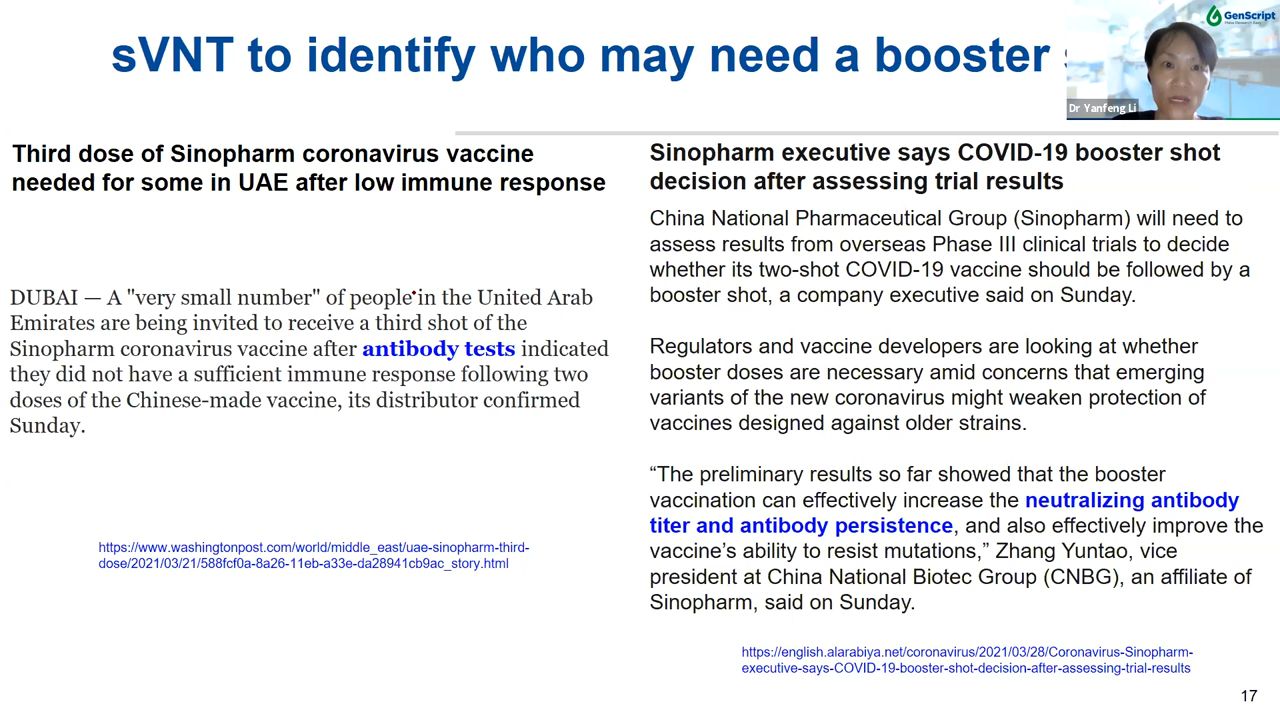 sVNT to identify who may need a booster
GenScript
Dr Yanfeng Li
Third dose of Sinopharm coronavirus vaccine
needed for some in UAE after low immune response
DUBAI — A "very small number" of people in the United Arab
Emirates are being invited to receive a third shot of the
Sinopharm coronavirus vaccine after antibody tests indicated
they did not have a sufficient immune response following two
doses of the Chinese-made vaccine, its distributor confirmed
Sunday.
https://www.washingtonpost.com/world/middle_east/uae-sinopharm-third-
dose/2021/03/21/588fcf0a-8a26-11eb-a33e-da28941cb9ac_story.html
Sinopharm executive says COVID-19 booster shot
decision after assessing trial results
China National Pharmaceutical Group (Sinopharm) will need to
assess results from overseas Phase III clinical trials to decide
whether its two-shot COVID-19 vaccine should be followed by a
booster shot, a company executive said on Sunday.
Regulators and vaccine developers are looking at whether
booster doses are necessary amid concerns that emerging
variants of the new coronavirus might weaken protection of
vaccines designed against older strains.
“The preliminary results so far showed that the booster
vaccination can effectively increase the neutralizing antibody
titer and antibody persistence, and also effectively improve the
vaccine’s ability to resist mutations,” Zhang Yuntao, vice
president at China National Biotec Group (CNBG), an affiliate of
Sinopharm, said on Sunday.
https://english.alarabiya.net/coronavirus/2021/03/28/Coronavirus-Sinopharm-
executive-says-COVID-19-booster-shot-decision-after-assessing-trial-results
17